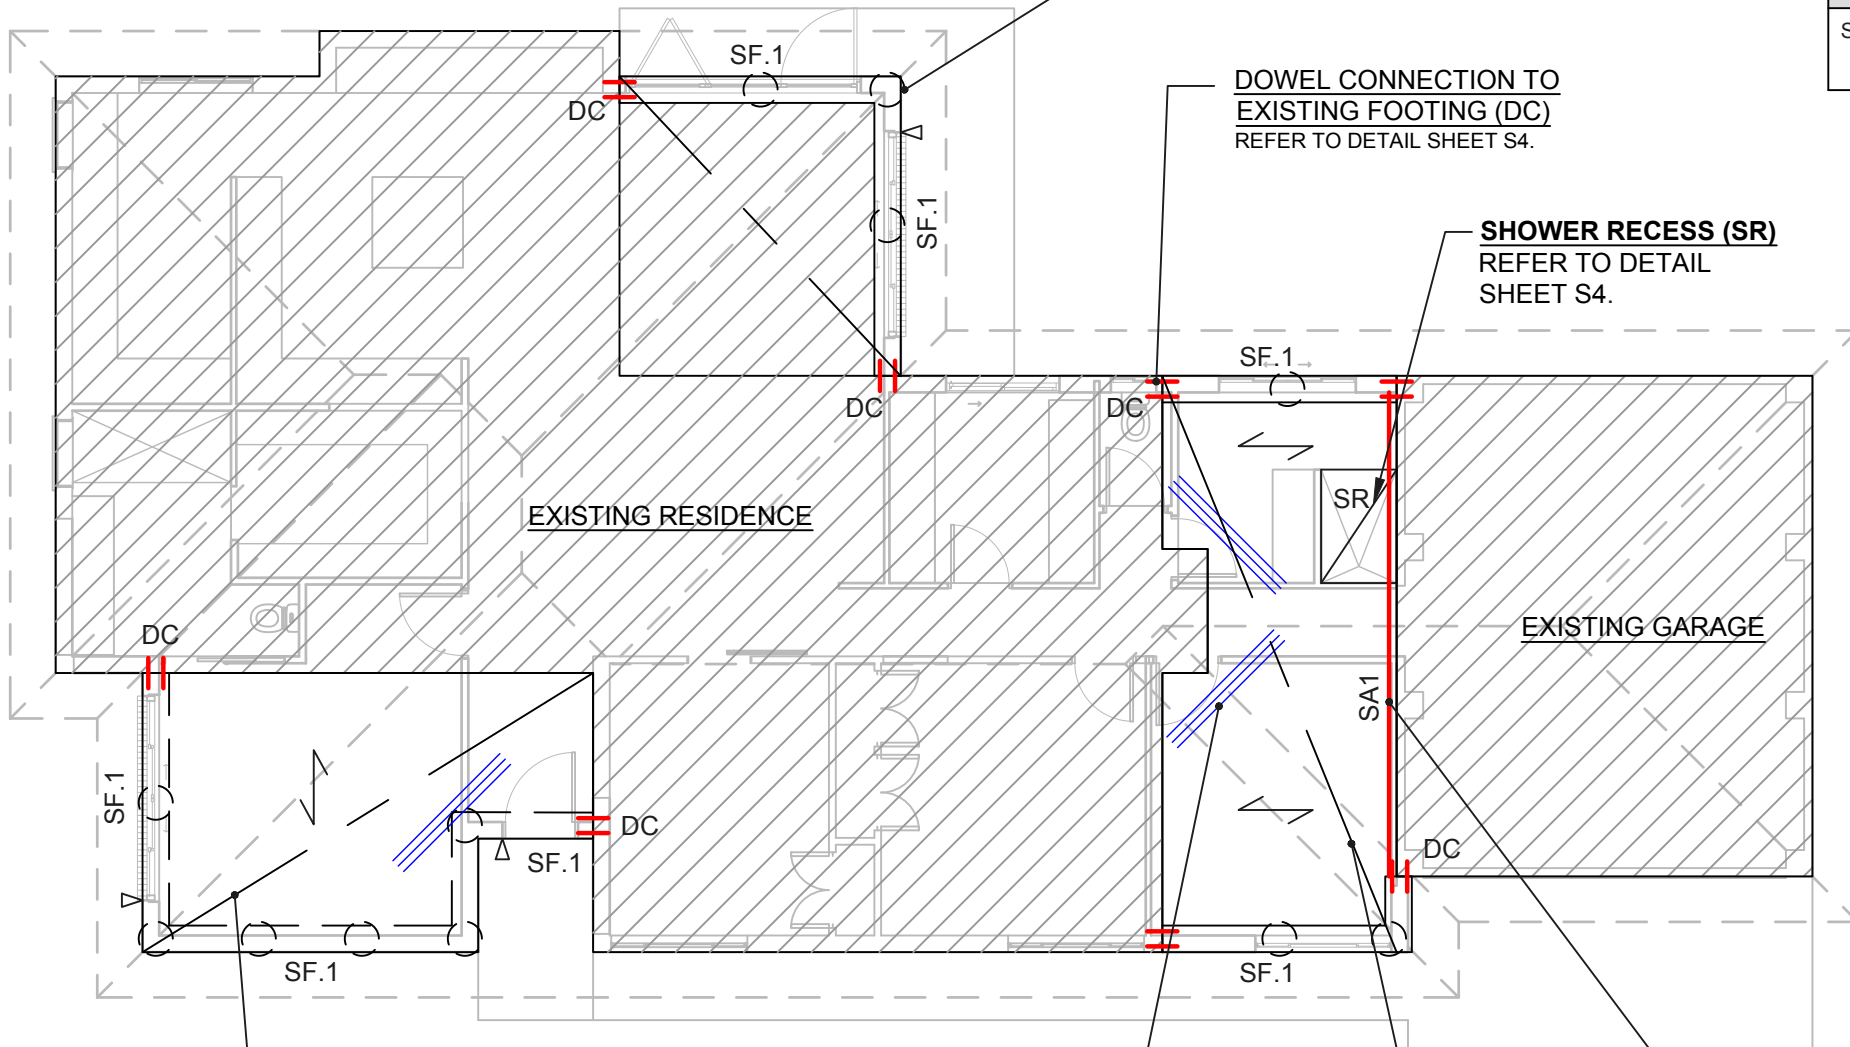 S
SF.1
DC
DOWEL CONNECTION TO
EXISTING FOOTING (DC)
REFER TO DETAIL SHEET S4.
SF.1
SHOWER RECESS (SR)
REFER TO DETAIL
SHEET S4.
SF.1
DC
DC
SR
EXISTING RESIDENCE
EXISTING GARAGE
DC
SA1
SF.1
DC
SF.1
DC
SF.1
SF.1